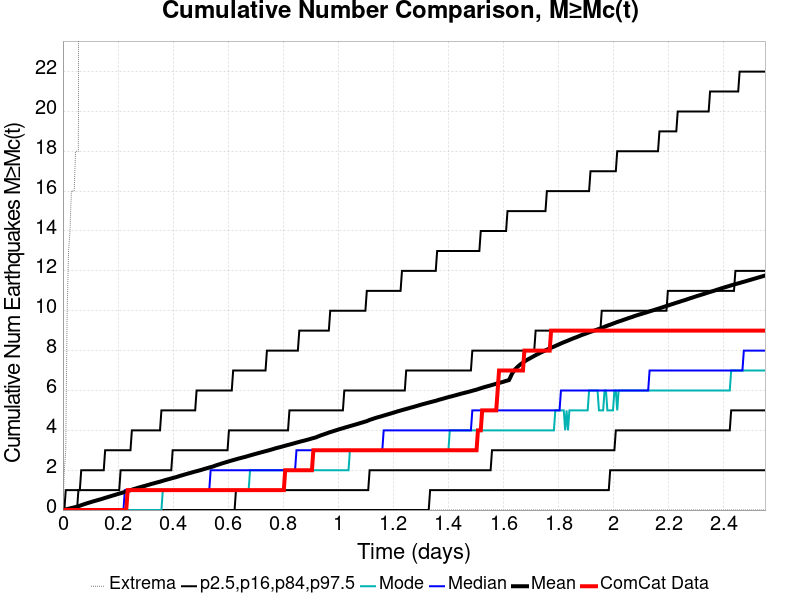 Cumulative Number Comparison, M≥Mc(t)
Cumulative Num Earthquakes M≥Mc(t)
22
20
18
16
14
12
10
8
6
4
2
0
0 0.2 0.4 0.6 0.8 1 1.2 1.4 1.6 1.8 2 2.2 2.4
Time (days)
Extrema p2.5,p16,p84,p97.5 Mode Median Mean ComCat Data